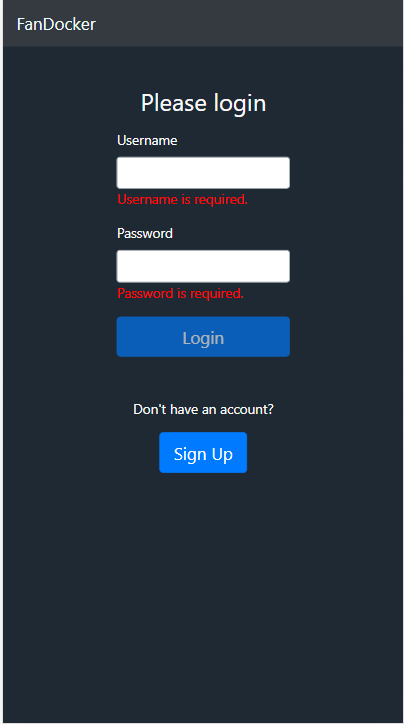 FanDocker
Please login
Username
Username is required.
Password
Password is required.
Login
Don't have an account?
Sign Up